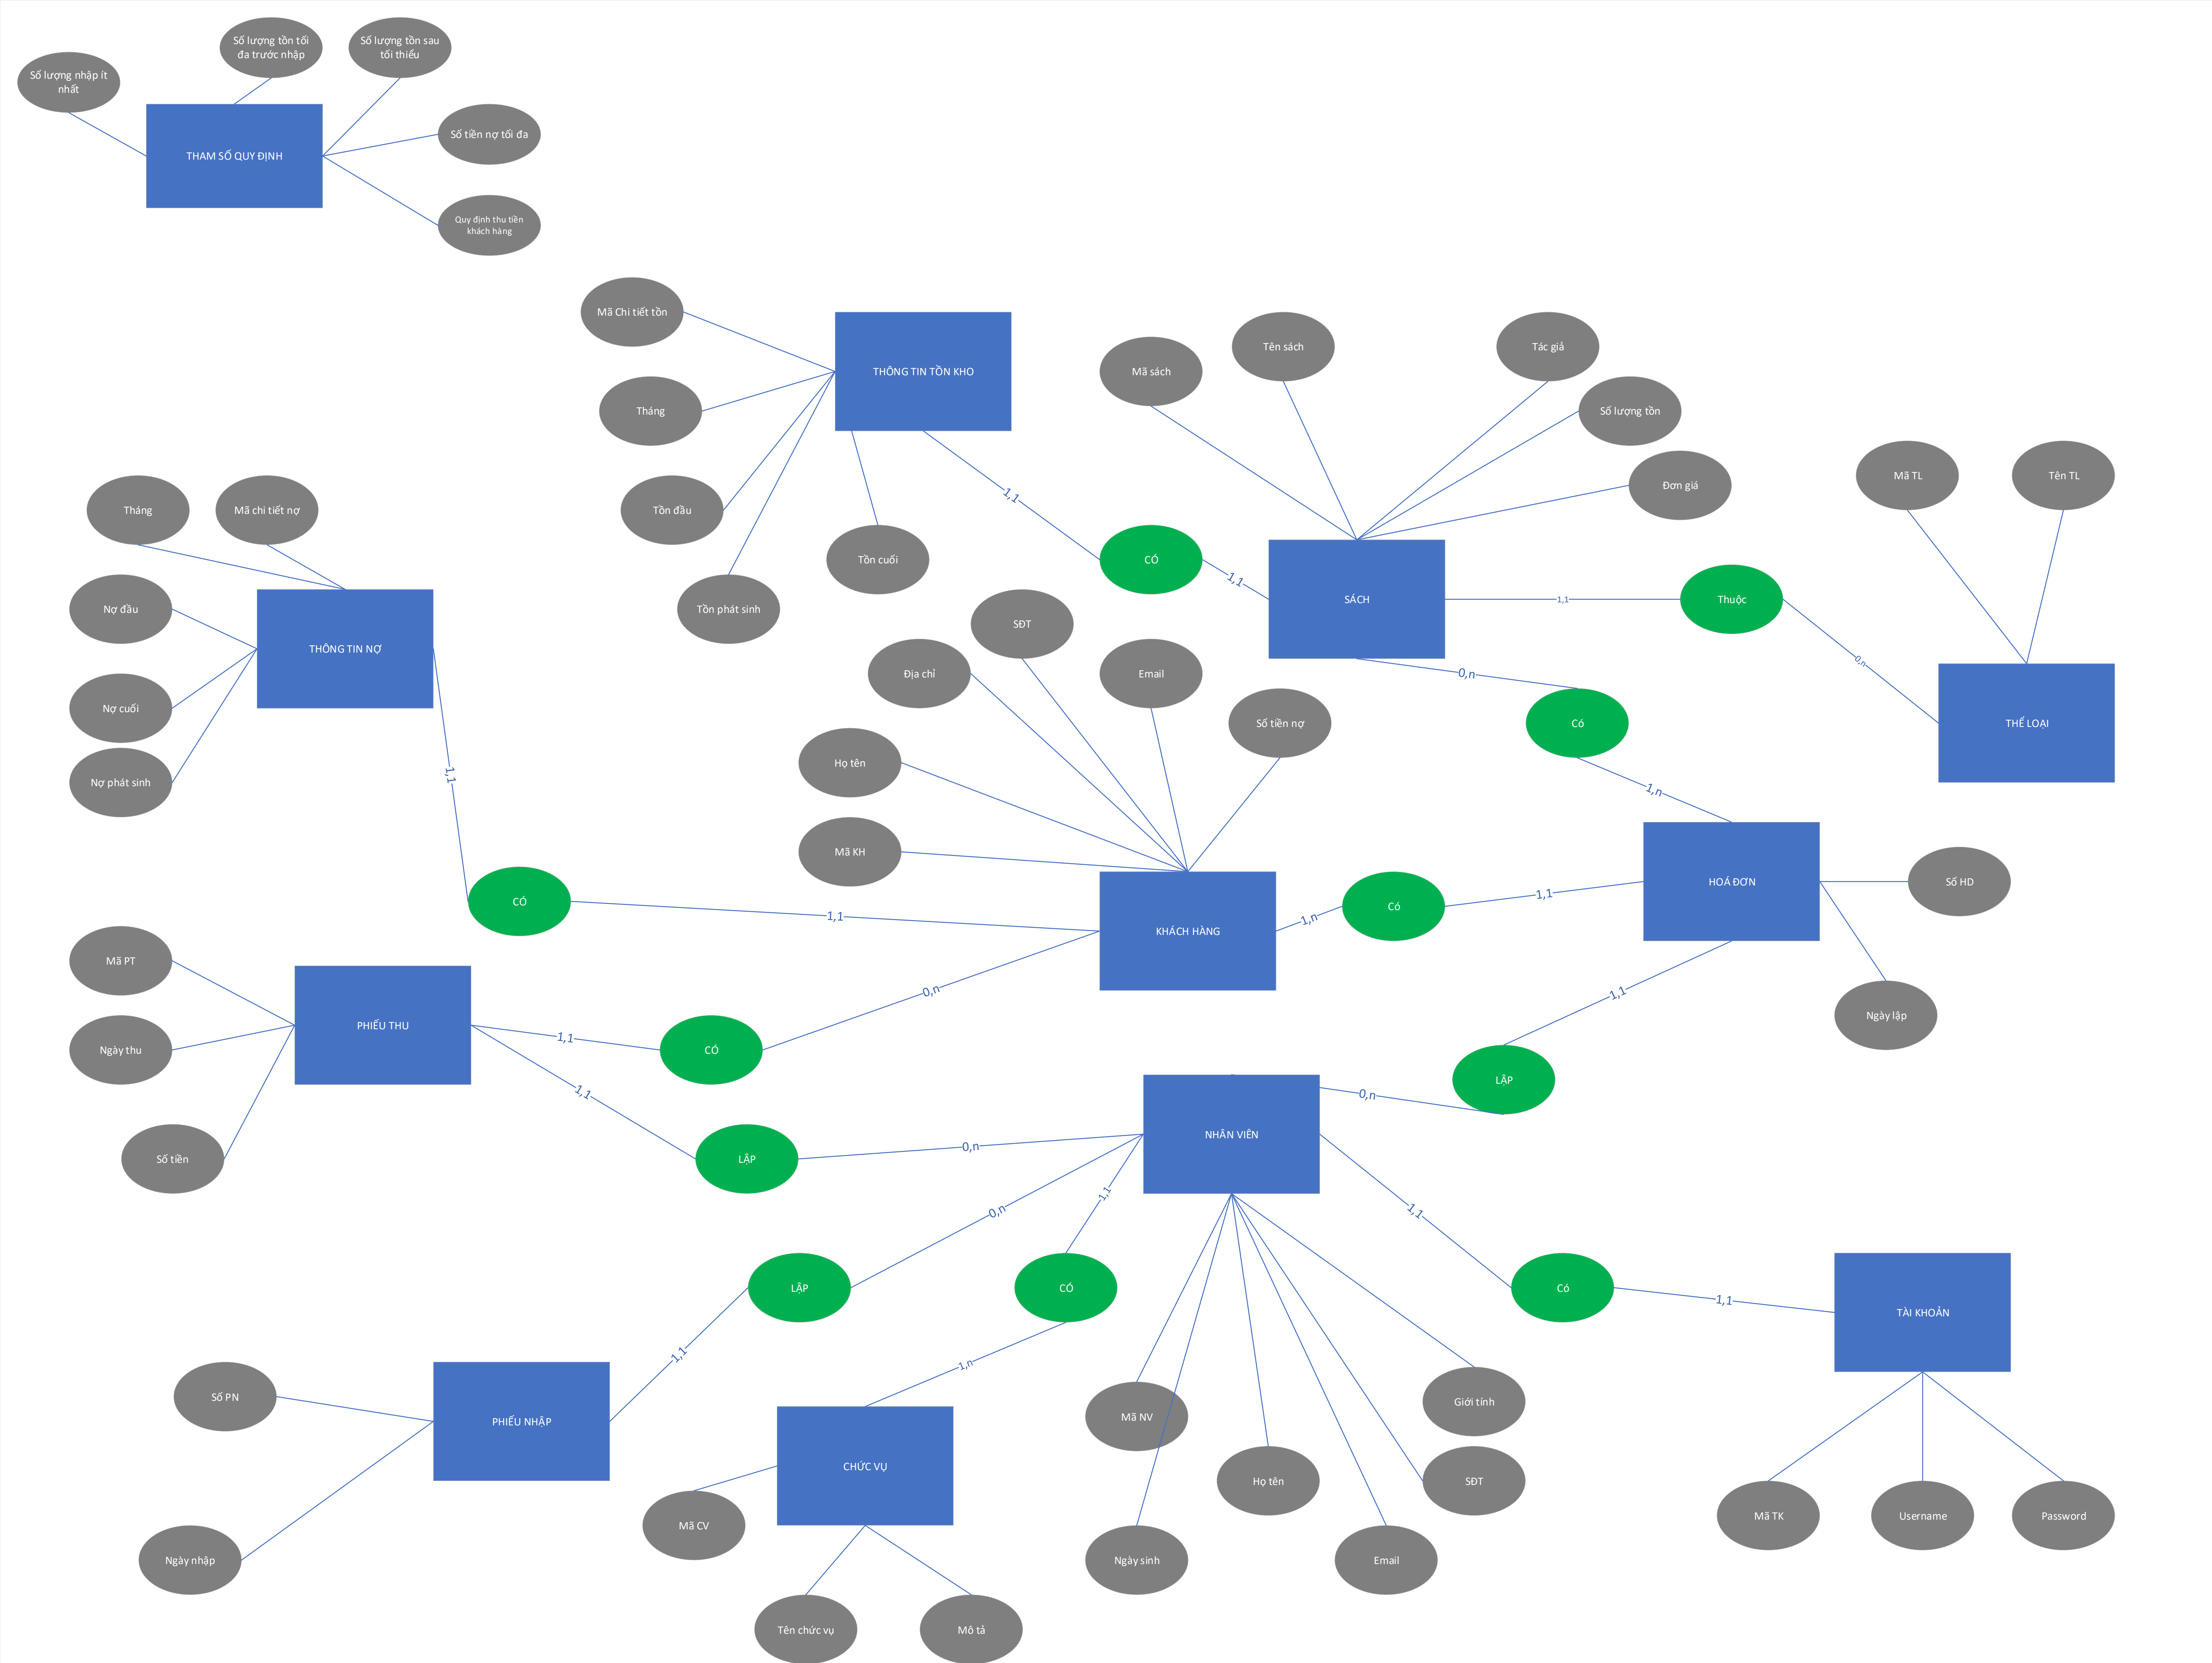 Số lượng tồn tối
đa trước nhập
Số lượng tồn sau
tối thiểu
Số lượng nhập ít
nhất
Số tiền nợ tối đa
THAM SỐ QUY ĐỊNH
Quy định thu tiền
khách hàng
Mã Chi tiết tồn
THÔNG TIN TỒN KHO
Mã sách
Tên sách
Tác giả
Tháng
Số lượng tồn
Mã TL
Tên TL
Đơn giá
1,1
Tháng
Mã chi tiết nợ
Tồn đầu
Tồn cuối
CÓ
1,1
SÁCH
1,1
Thuộc
Nợ đầu
Tồn phát sinh
SĐT
THÔNG TIN NỢ
Địa chỉ
Email
0,n
0,n
Nợ cuối
Số tiền nợ
Có
THỂ LOẠI
Nợ phát sinh
1,1
Họ tên
1,n
Mã KH
HOÁ ĐƠN
Số HD
CÓ
1,1
KHÁCH HÀNG
1,n
Có
1,1
Mã PT
0,n
1,1
PHIẾU THU
Ngày lập
Ngày thu
1,1
CÓ
1,1
LẬP
0,n
NHÂN VIÊN
Số tiền
LẬP
0,n
1,1
0,n
1,1
LẬP
CÓ
Có
1,1
TÀI KHOẢN
1,1
1,n
Số PN
PHIẾU NHẬP
Mã NV
Giới tính
CHỨC VỤ
Họ tên
SĐT
Mã CV
Mã TK
Username
Password
Ngày nhập
Ngày sinh
Email
Tên chức vụ
Mô tả